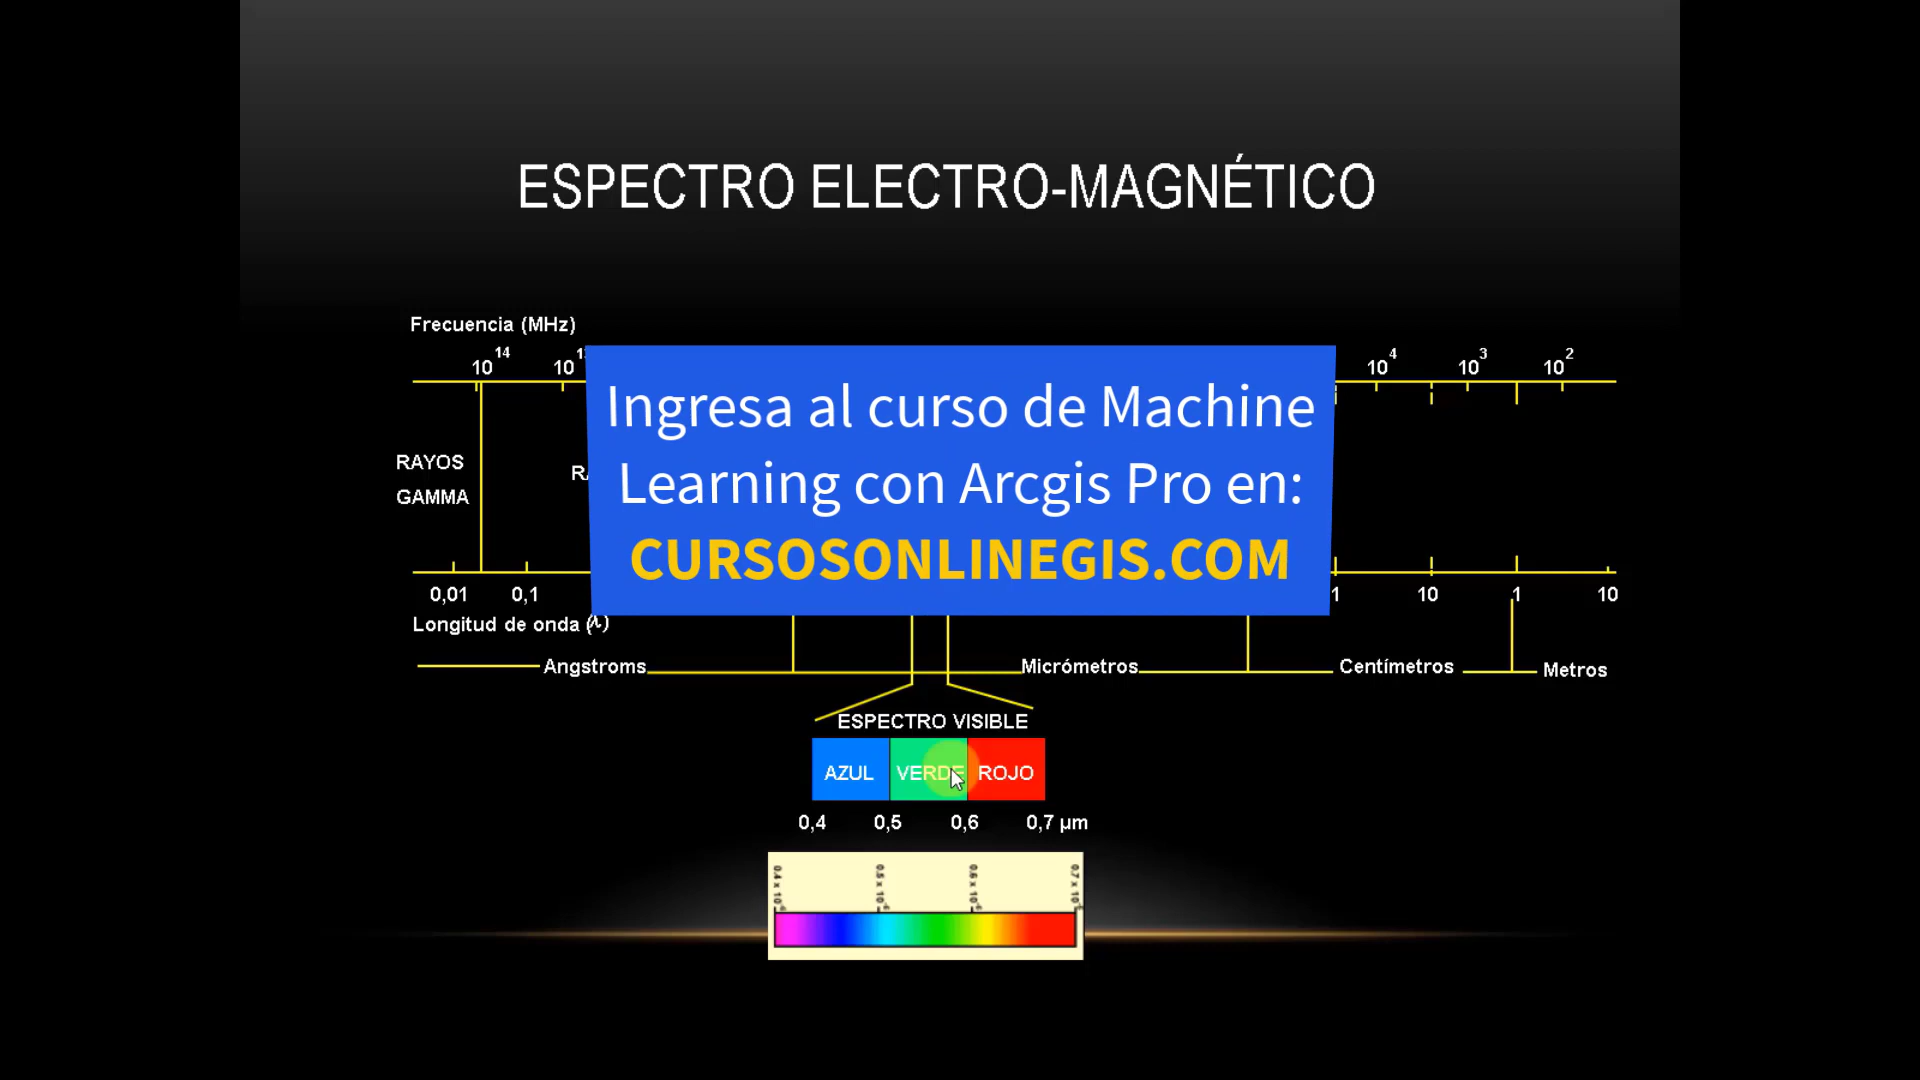 ESPECTRO ELECTRO-MAGNÉTICO
Frecuencia (MHz)
10^14 10 10^4 10^3 10^2
Ingresa al curso de Machine
Learning con Arcgis Pro en:
CURSOSONLINEGIS.COM
RAYOS
GAMMA
0,01 0,1 1 10 1 10
Longitud de onda (λ)
Angstroms Micrómetros Centímetros Metros
ESPECTRO VISIBLE
AZUL VERDE ROJO
0,4 0,5 0,6 0,7 µm